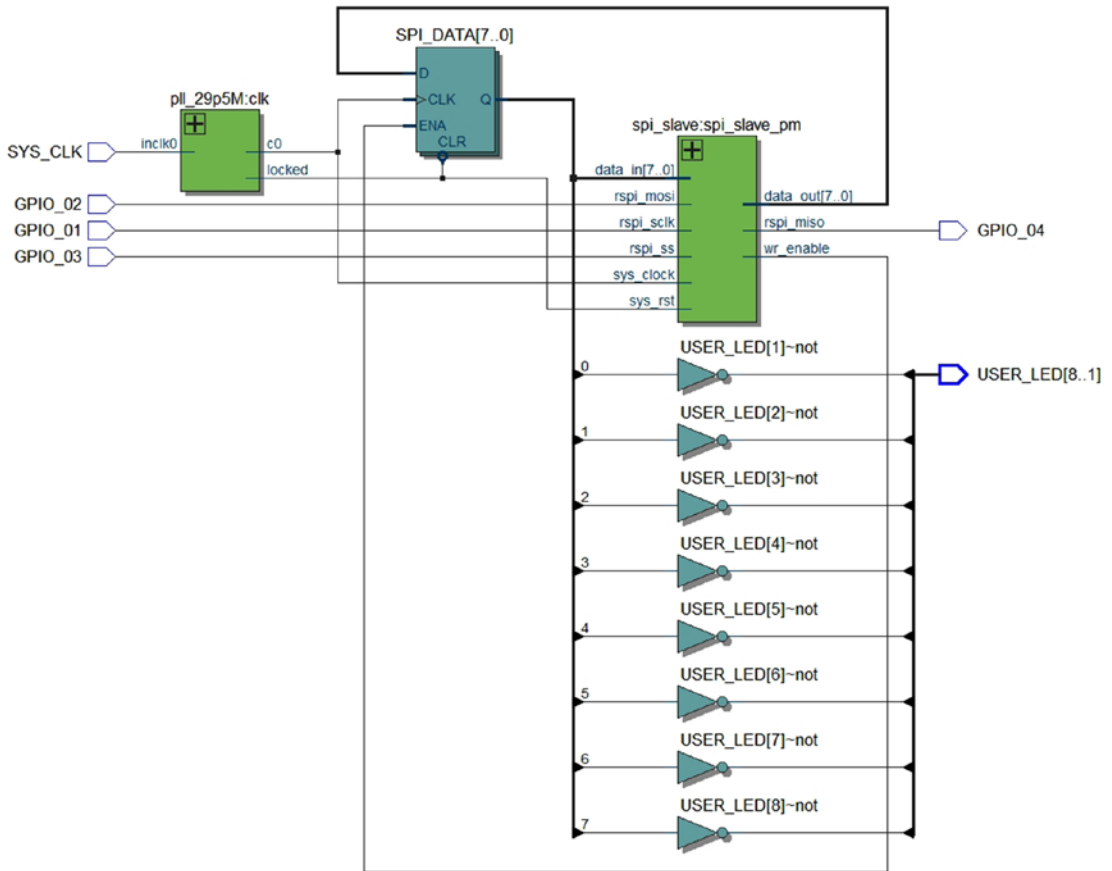 SPI_DATA[7..0]
D
CLK
Q
ENA
CLR
pll_29p5M:clk
inclk0
c0
locked
SYS_CLK
GPIO_02
GPIO_01
GPIO_03
spi_slave:spi_slave_pm
data_in[7..0]
data_out[7..0]
rspi_mosi
rspi_sclk
rspi_miso
rspi_ss
wr_enable
sys_clock
sys_rst
GPIO_04
USER_LED[1]~not
0
USER_LED[8..1]
USER_LED[2]~not
1
USER_LED[3]~not
2
USER_LED[4]~not
3
USER_LED[5]~not
4
USER_LED[6]~not
5
USER_LED[7]~not
6
USER_LED[8]~not
7